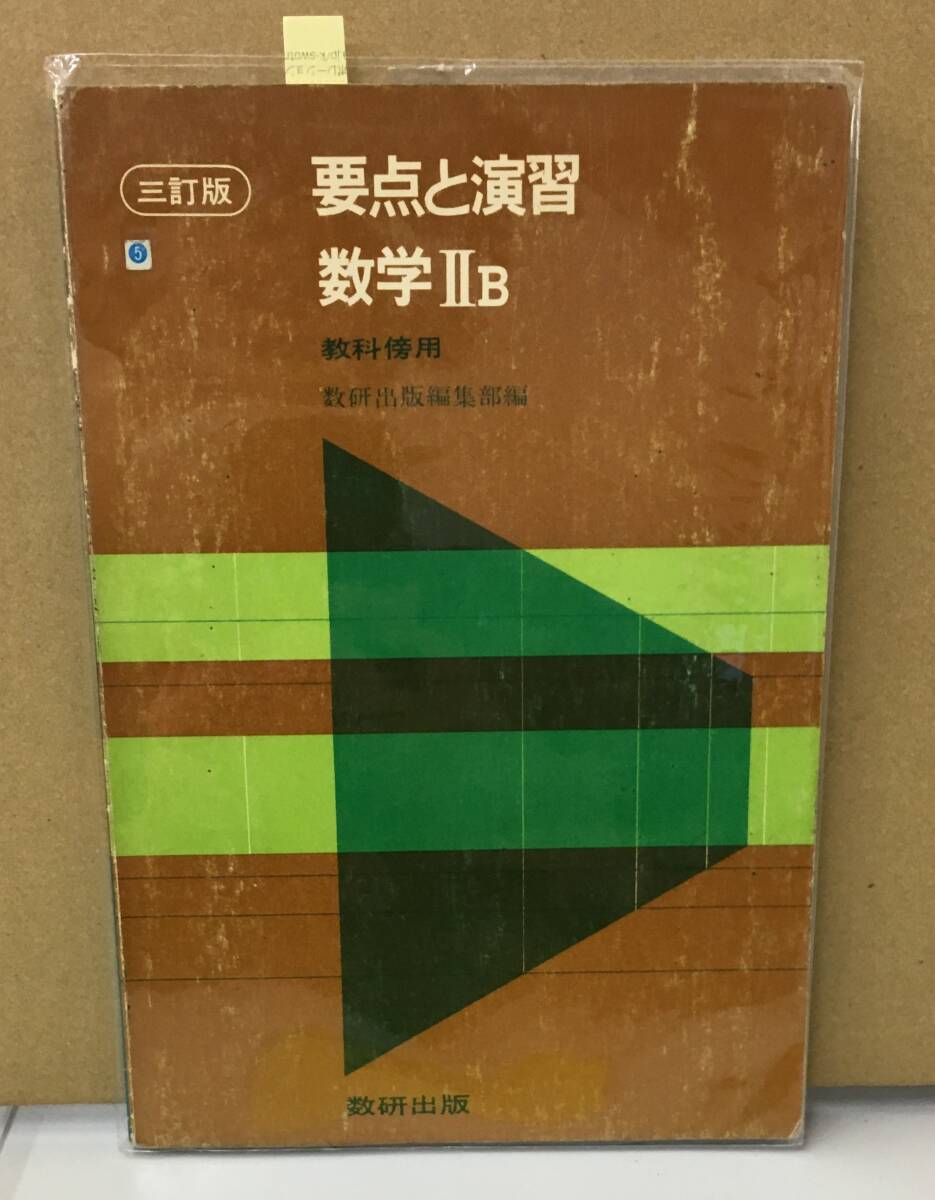 三訂版
要点と演習
数学ⅡB
5
教科傍用
数研出版編集部編
数研出版